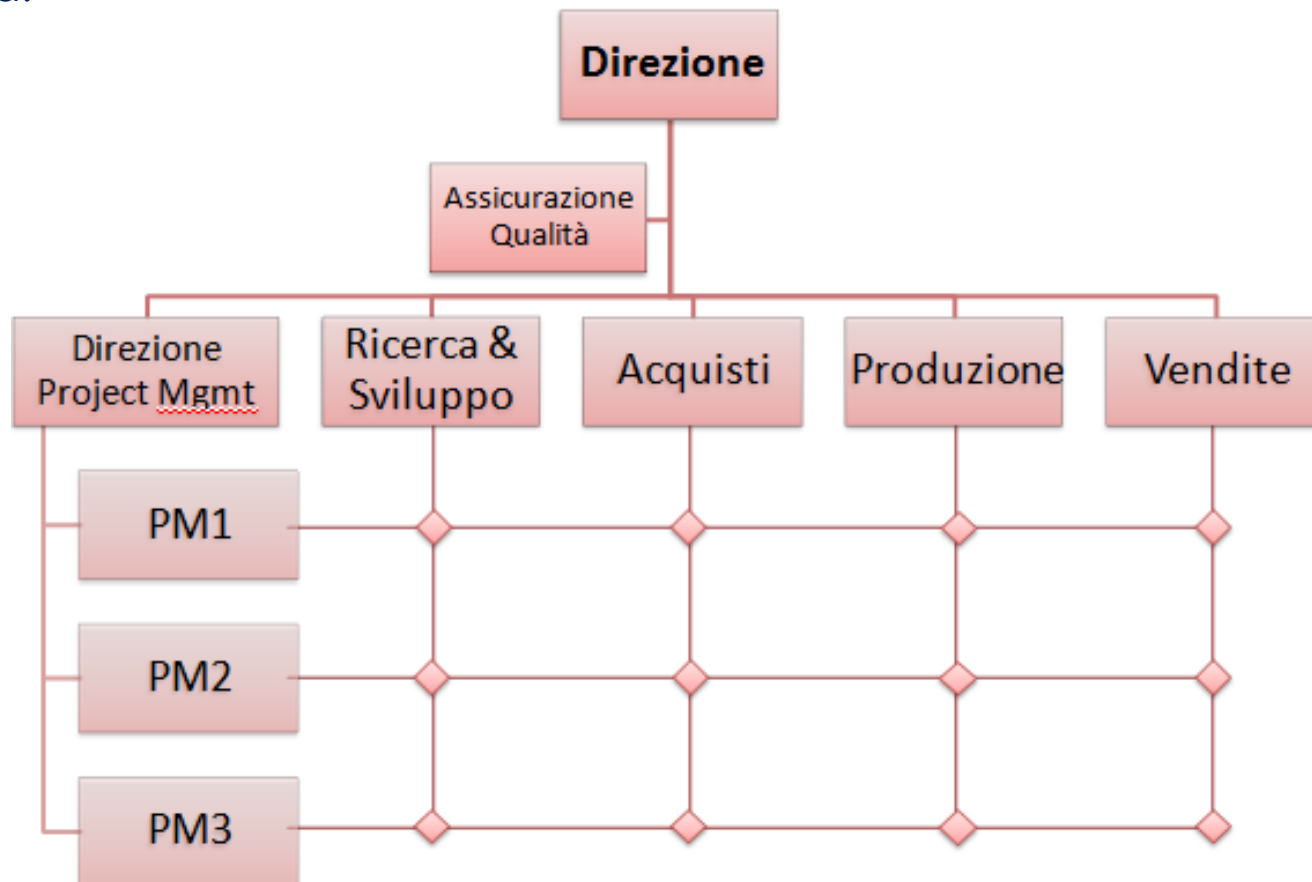 Direzione
Assicurazione
Qualità
Direzione
Project Mgmt
Ricerca &
Sviluppo
Acquisti
Produzione
Vendite
PM1
PM2
PM3